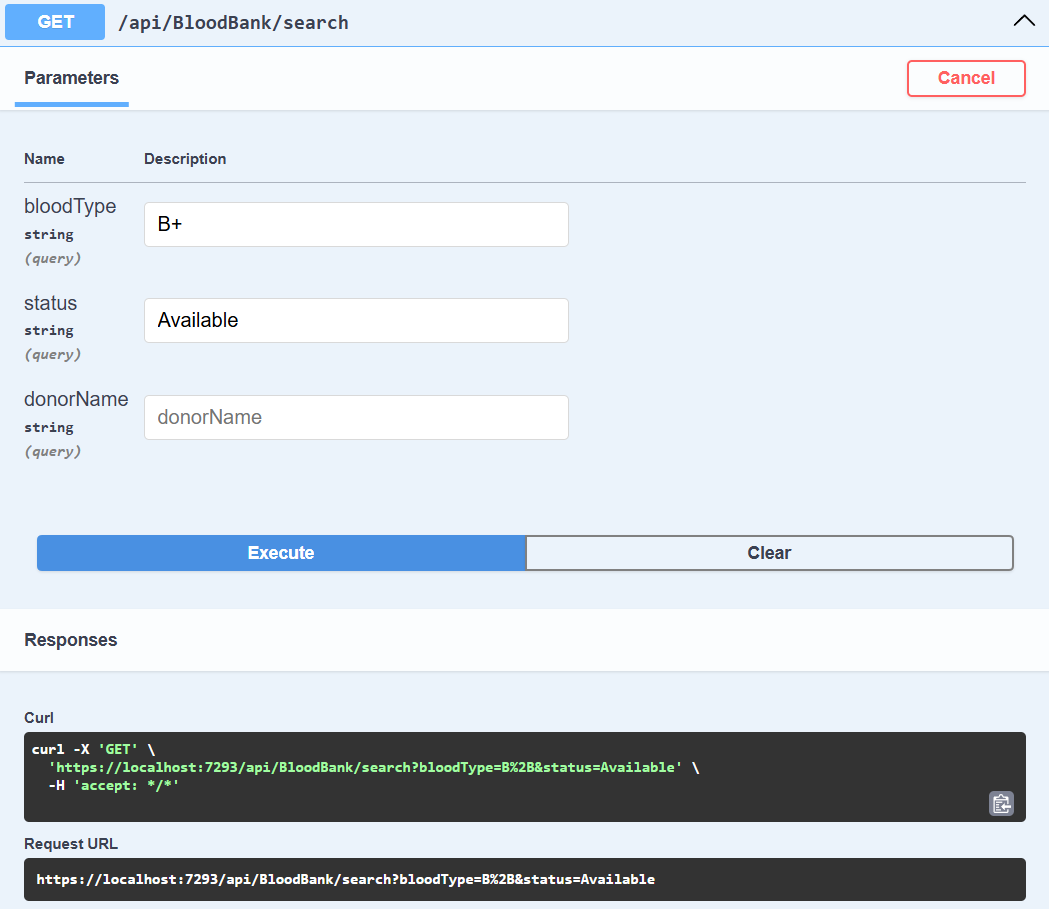 GET /api/BloodBank/search
Parameters Cancel
Name Description
bloodType
string
(query)
B+
status
string
(query)
Available
donorName
string
(query)
donorName
Execute Clear
Responses
Curl
curl -X 'GET' \
'https://localhost:7293/api/BloodBank/search?bloodType=B%2B&status=Available' \
-H 'accept: */*'
Request URL
https://localhost:7293/api/BloodBank/search?bloodType=B%2B&status=Available